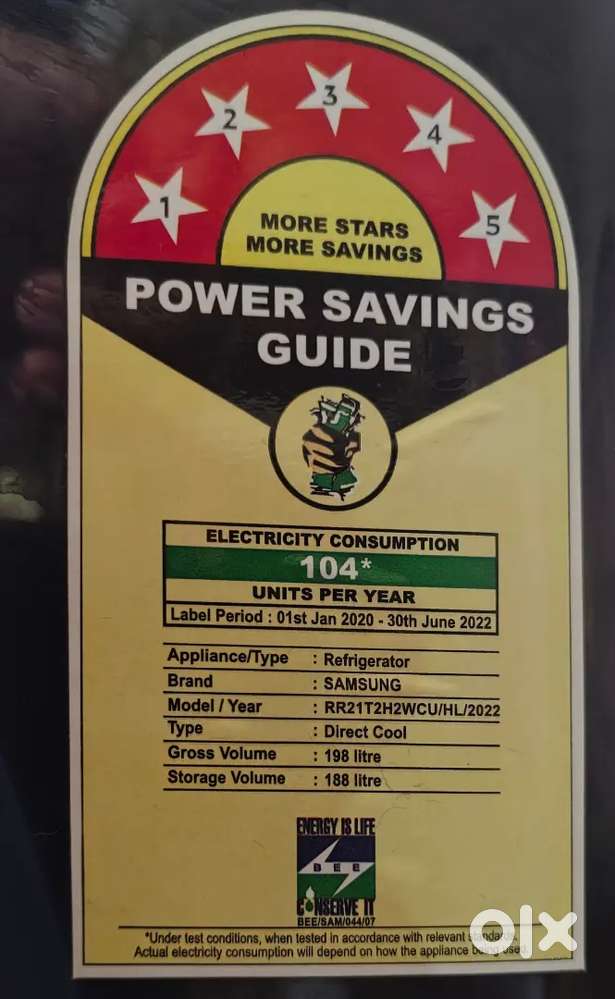 1 2 3 4 5
MORE STARS
MORE SAVINGS
POWER SAVINGS
GUIDE
ELECTRICITY CONSUMPTION
104*
UNITS PER YEAR
Label Period : 01st Jan 2020 - 30th June 2022
Appliance/Type : Refrigerator
Brand : SAMSUNG
Model / Year : RR21T2H2WCU/HL/2022
Type : Direct Cool
Gross Volume : 198 litre
Storage Volume : 188 litre
ENERGY IS LIFE
BEE
CONSERVE IT
BEE/SAM/044/07
*Under test conditions, when tested in accordance with relevant standards.
Actual electricity consumption will depend on how the appliance being used.
olx